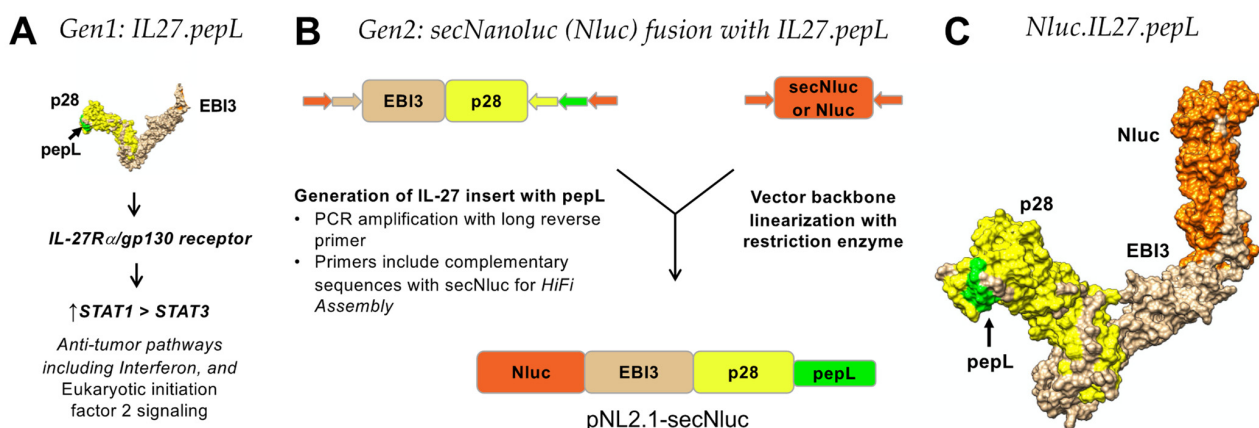 A Gen1: IL27.pepL
p28
EBI3
pepL
IL-27Rα/gp130 receptor
↑STAT1 > STAT3
Anti-tumor pathways
including Interferon, and
Eukaryotic initiation
factor 2 signaling
B Gen2: secNanoluc (Nluc) fusion with IL27.pepL
EBI3 p28
secNluc
or Nluc
Generation of IL-27 insert with pepL
• PCR amplification with long reverse
primer
• Primers include complementary
sequences with secNluc for HiFi
Assembly
Vector backbone
linearization with
restriction enzyme
Nluc EBI3 p28 pepL
pNL2.1-secNluc
C Nluc.IL27.pepL
Nluc
p28
EBI3
pepL